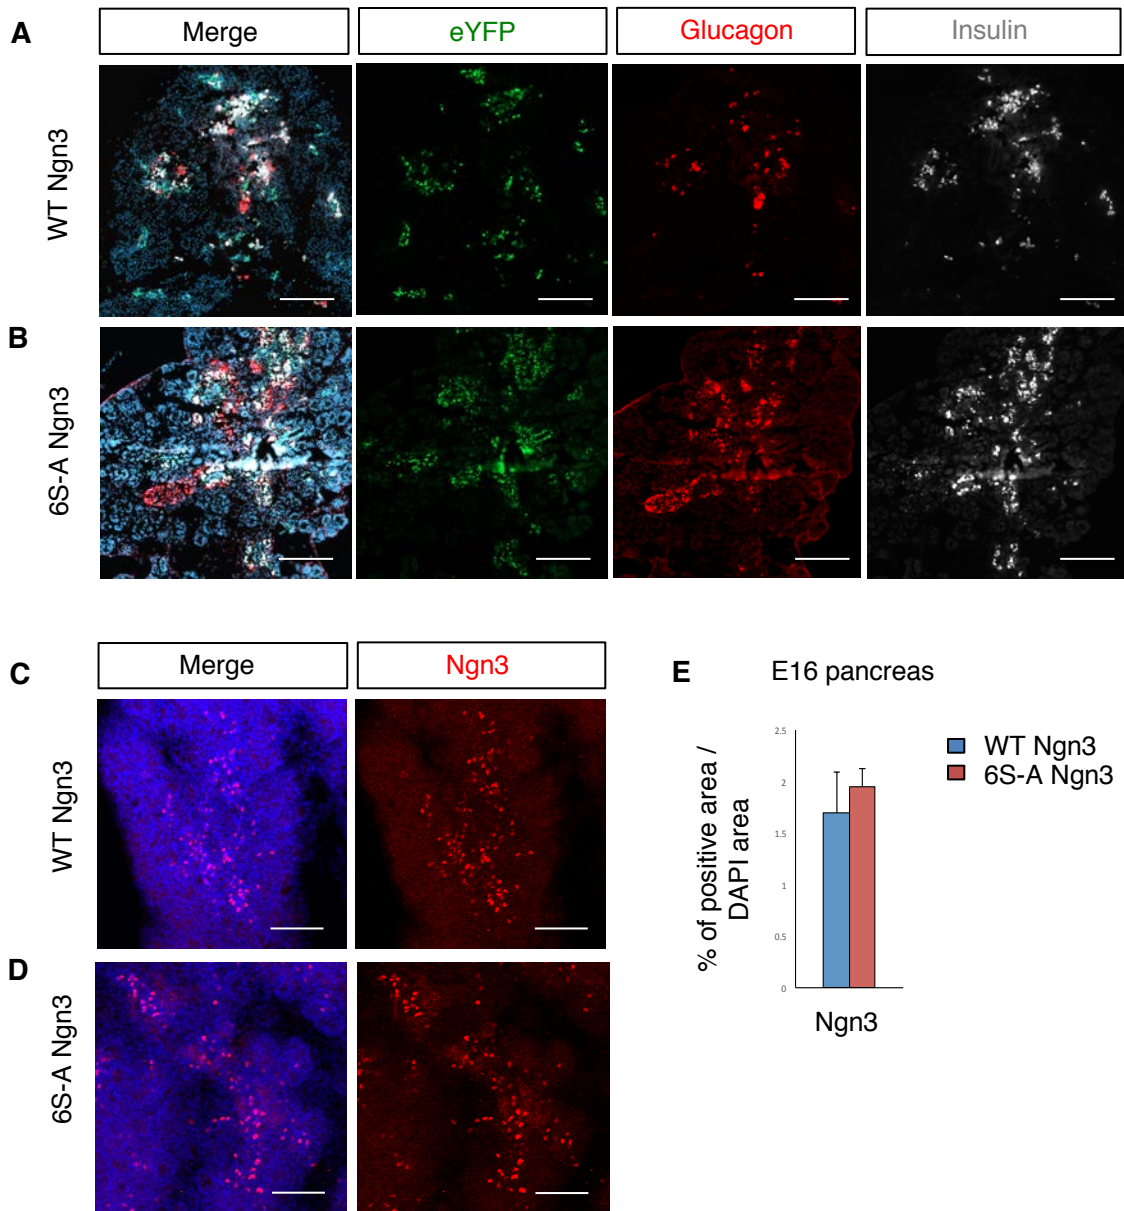 A
Merge
eYFP
Glucagon
Insulin
WT Ngn3
B
6S-A Ngn3
C
Merge
Ngn3
WT Ngn3
D
6S-A Ngn3
E
E16 pancreas
% of positive area /
DAPI area
2.5
2
1.5
1
0.5
0
Ngn3
WT Ngn3
6S-A Ngn3